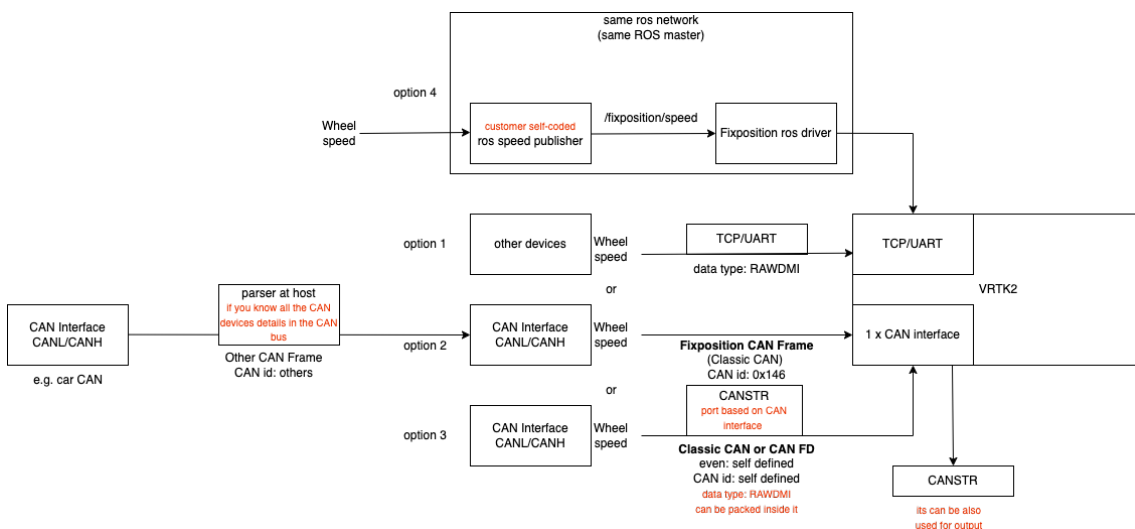 same ros network
(same ROS master)
option 4
Wheel
speed
customer self-coded
ros speed publisher
/fixposition/speed
Fixposition ros driver
option 1
other devices
Wheel
speed
TCP/UART
data type: RAWDMI
TCP/UART
VRTK2
or
CAN Interface
CANL/CANH
e.g. car CAN
parser at host
if you know all the CAN
devices details in the CAN
bus
Other CAN Frame
CAN id: others
option 2
CAN Interface
CANL/CANH
Wheel
speed
Fixposition CAN Frame
(Classic CAN)
CAN id: 0x146
1 x CAN interface
or
option 3
CAN Interface
CANL/CANH
Wheel
speed
CANSTR
port based on CAN
interface
Classic CAN or CAN FD
even: self defined
CAN id: self defined
data type: RAWDMI
can be packed inside it
CANSTR
its can be also
used for output